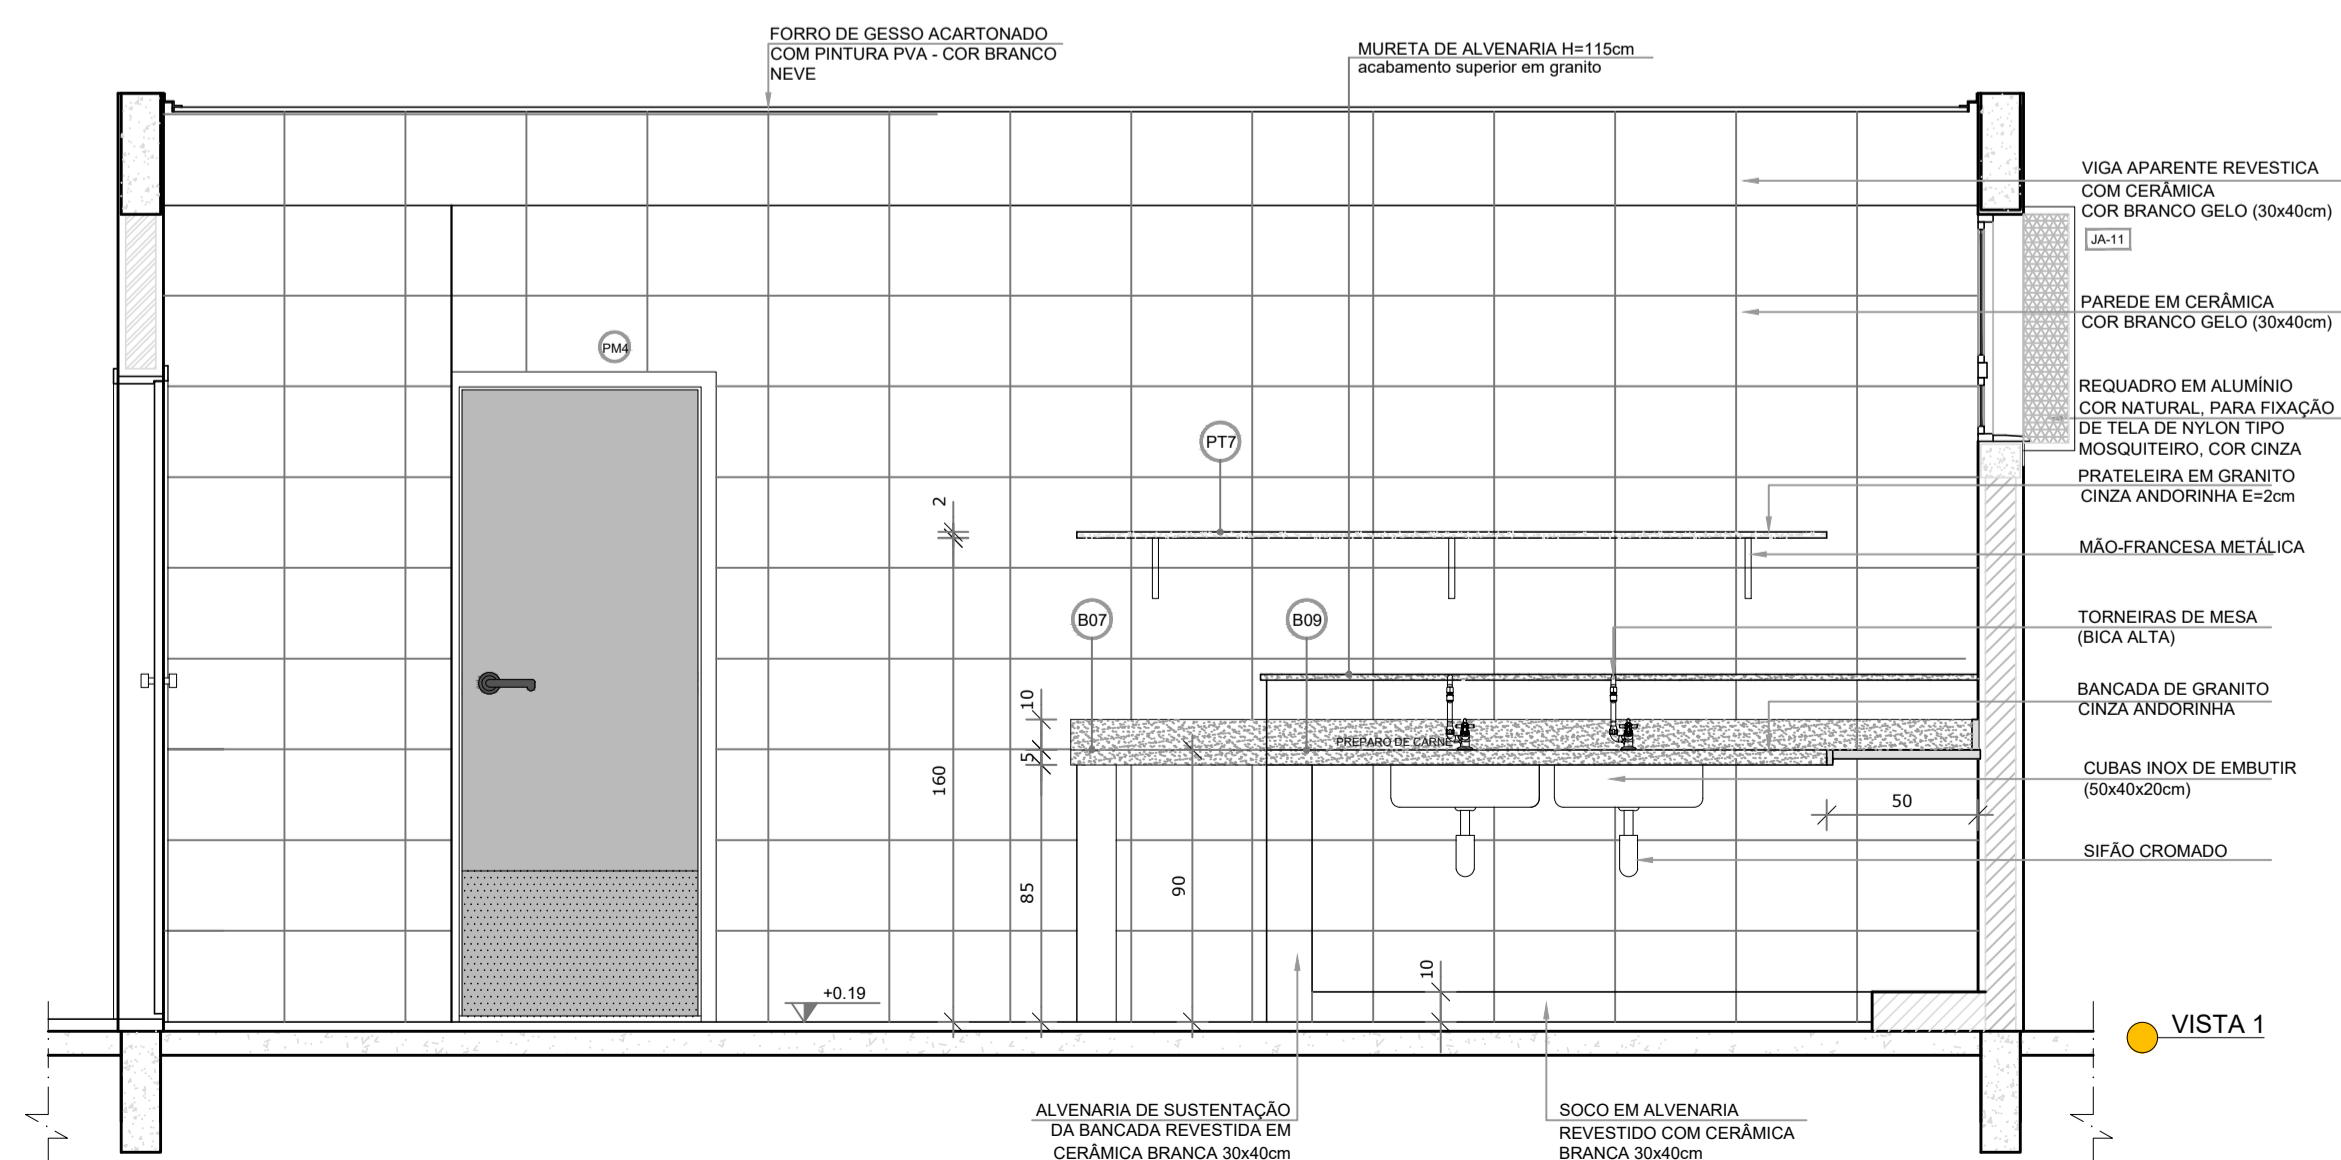 FORRO DE GESSO ACARTONADO
COM PINTURA PVA - COR BRANCO
NEVE
MURETA DE ALVENARIA H=115cm
acabamento superior em granito
VIGA APARENTE REVESTICA
COM CERÂMICA
COR BRANCO GELO (30x40cm)
JA-11
PAREDE EM CERÂMICA
COR BRANCO GELO (30x40cm)
PM4
REQUADRO EM ALUMÍNIO
COR NATURAL, PARA FIXAÇÃO
DE TELA DE NYLON TIPO
MOSQUITEIRO, COR CINZA
PT7
PRATELEIRA EM GRANITO
CINZA ANDORINHA E=2cm
2
MÃO-FRANCESA METÁLICA
B07
B09
TORNEIRAS DE MESA
(BICA ALTA)
BANCADA DE GRANITO
CINZA ANDORINHA
10
PREPARO DE CARNE
5
160
CUBAS INOX DE EMBUTIR
(50x40x20cm)
50
SIFÃO CROMADO
85
90
10
+0.19
VISTA 1
ALVENARIA DE SUSTENTAÇÃO
DA BANCADA REVESTIDA EM
CERÂMICA BRANCA 30x40cm
SOCO EM ALVENARIA
REVESTIDO COM CERÂMICA
BRANCA 30x40cm